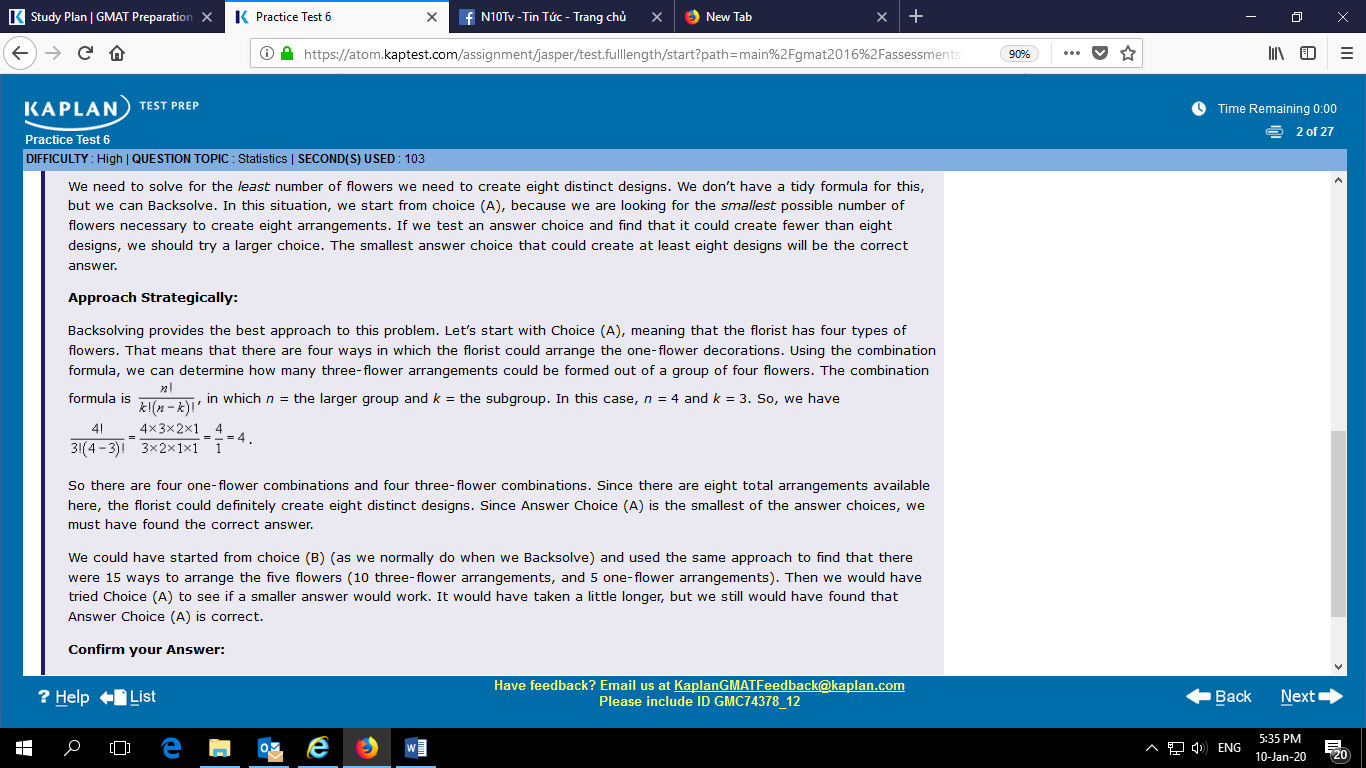 Study Plan | GMAT Preparation
Practice Test 6
N10Tv -Tin Tức - Trang chủ
New Tab
https://atom.kaptest.com/assignment/jasper/test.fulllength/start?path=main%2Fgmat2016%2Fassessments
90%
KAPLAN TEST PREP
Time Remaining 0:00
Practice Test 6
2 of 27
DIFFICULTY : High | QUESTION TOPIC : Statistics | SECOND(S) USED : 103
We need to solve for the least number of flowers we need to create eight distinct designs. We don't have a tidy formula for this,
but we can Backsolve. In this situation, we start from choice (A), because we are looking for the smallest possible number of
flowers necessary to create eight arrangements. If we test an answer choice and find that it could create fewer than eight
designs, we should try a larger choice. The smallest answer choice that could create at least eight designs will be the correct
answer.
Approach Strategically:
Backsolving provides the best approach to this problem. Let's start with Choice (A), meaning that the florist has four types of
flowers. That means that there are four ways in which the florist could arrange the one-flower decorations. Using the combination
formula, we can determine how many three-flower arrangements could be formed out of a group of four flowers. The combination
formula is n! / k!(n – k)!, in which n = the larger group and k = the subgroup. In this case, n = 4 and k = 3. So, we have
4! / 3!(4 – 3)! = 4×3×2×1 / 3×2×1×1 = 4 / 1 = 4 .
So there are four one-flower combinations and four three-flower combinations. Since there are eight total arrangements available
here, the florist could definitely create eight distinct designs. Since Answer Choice (A) is the smallest of the answer choices, we
must have found the correct answer.
We could have started from choice (B) (as we normally do when we Backsolve) and used the same approach to find that there
were 15 ways to arrange the five flowers (10 three-flower arrangements, and 5 one-flower arrangements). Then we would have
tried Choice (A) to see if a smaller answer would work. It would have taken a little longer, but we still would have found that
Answer Choice (A) is correct.
Confirm your Answer:
? Help
List
Have feedback? Email us at KaplanGMATFeedback@kaplan.com
Please include ID GMC74378_12
Back
Next
ENG
5:35 PM
10-Jan-20
20